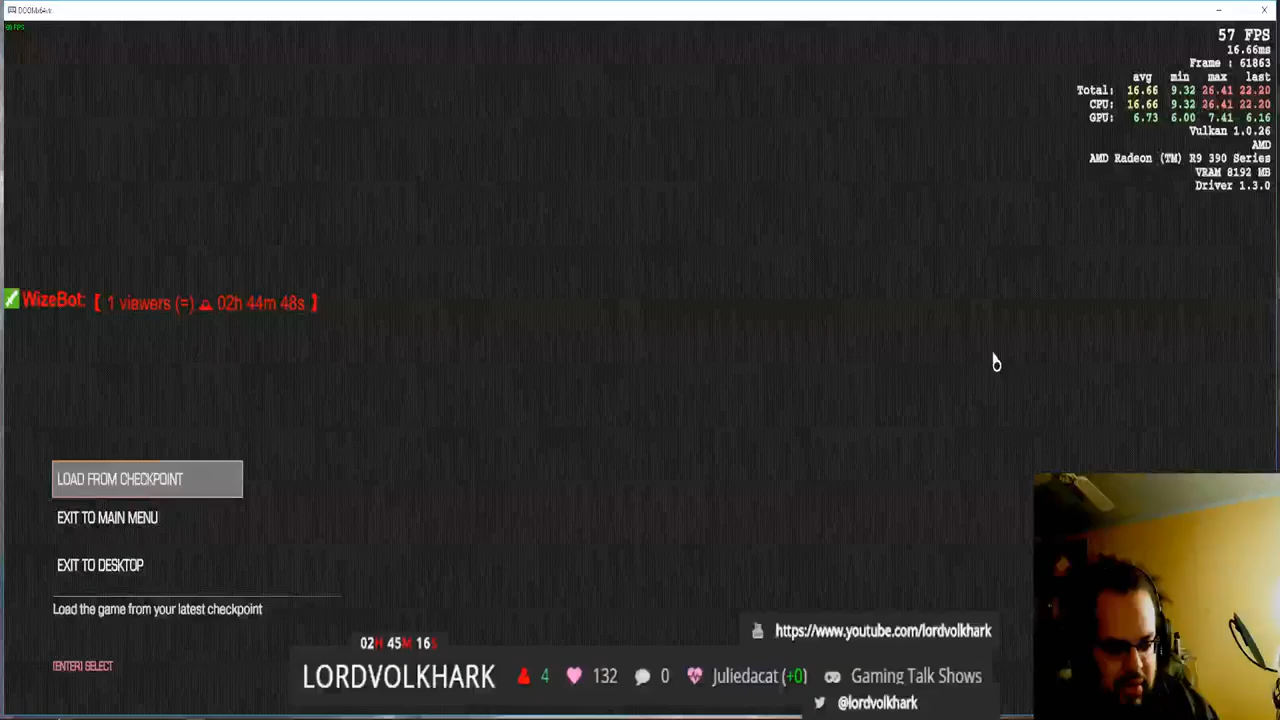 DOOMx64vk
57 FPS
16.66ms
Frame : 61863
avg min max last
Total: 16.66 9.32 26.41 22.20
CPU: 16.66 9.32 26.41 22.20
GPU: 6.73 6.00 7.41 6.16
Vulkan 1.0.26
AMD
AMD Radeon (TM) R9 390 Series
VRAM 8192 MB
Driver 1.3.0
WizeBot: [ 1 viewers (=) 02h 44m 48s ]
LOAD FROM CHECKPOINT
EXIT TO MAIN MENU
EXIT TO DESKTOP
Load the game from your latest checkpoint
[ENTER] SELECT
02H 45M 16S
https://www.youtube.com/lordvolkhark
LORDVOLKHARK 4 132 0 Juliedacat (+0) Gaming Talk Shows
@lordvolkhark